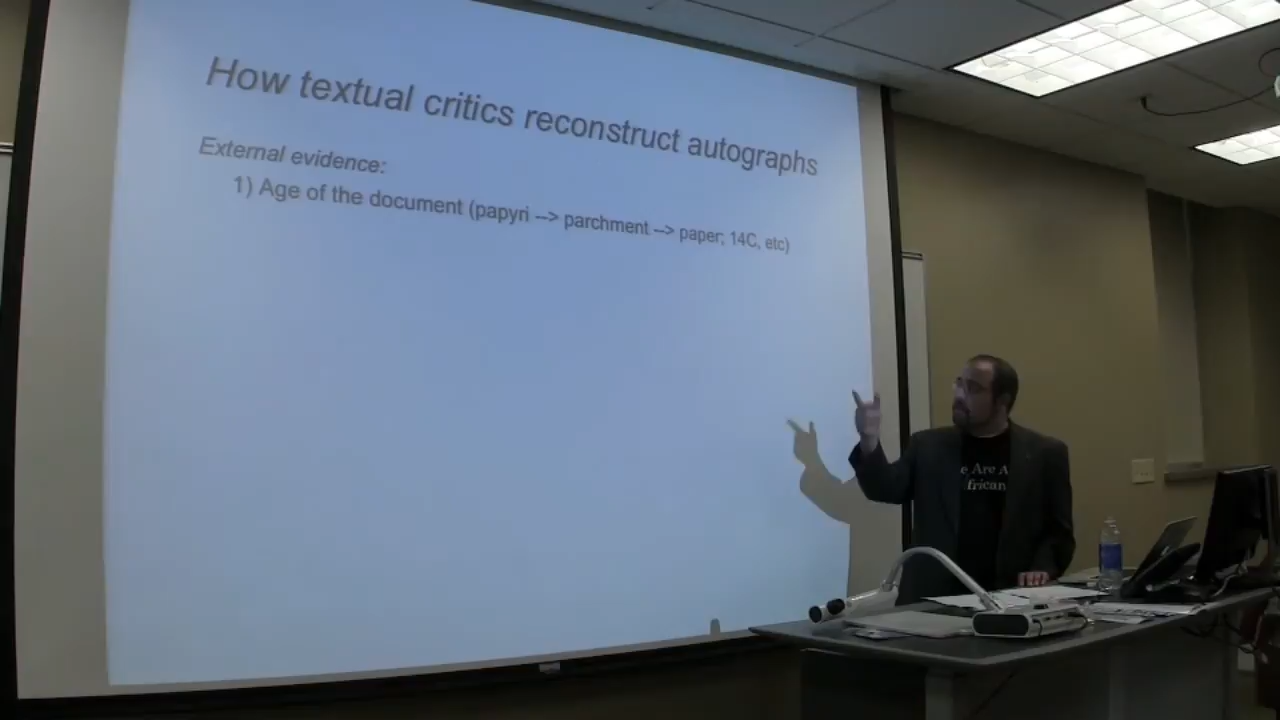 How textual critics reconstruct autographs
External evidence:
1) Age of the document (papyri --> parchment --> paper; 14C, etc)
e Are A
frican